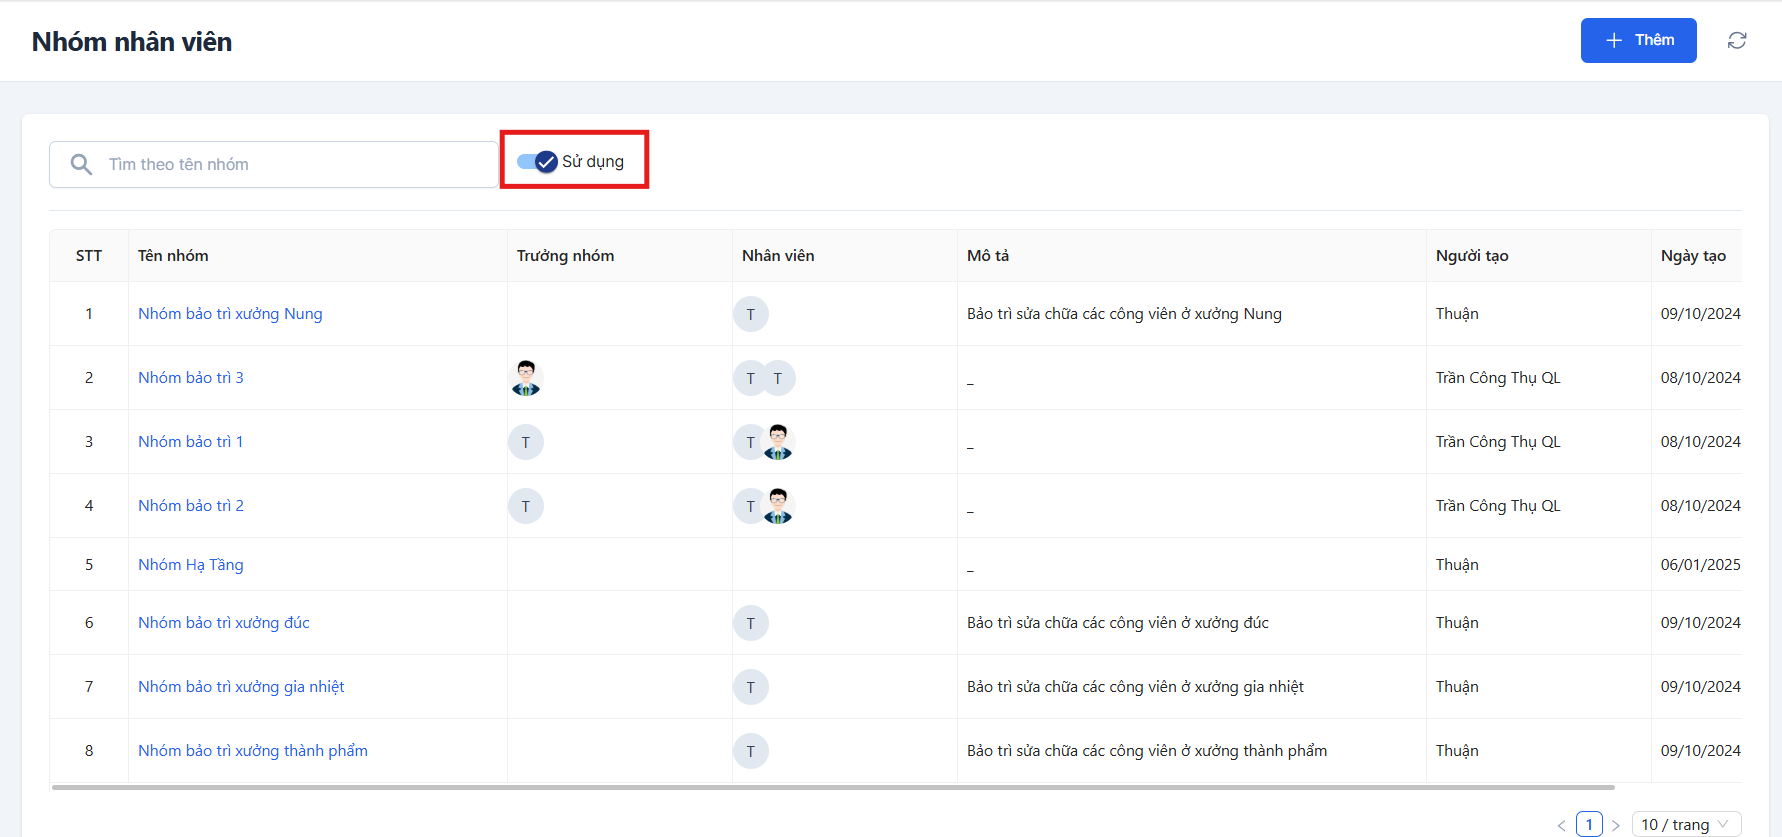 Nhóm nhân viên
Thêm
Tìm theo tên nhóm
Sử dụng
STT Tên nhóm Trưởng nhóm Nhân viên Mô tả Người tạo Ngày tạo
1 Nhóm bảo trì xưởng Nung T Bảo trì sửa chữa các công viên ở xưởng Nung Thuận 09/10/2024
2 Nhóm bảo trì 3 T T _ Trần Công Thụ QL 08/10/2024
3 Nhóm bảo trì 1 T T _ Trần Công Thụ QL 08/10/2024
4 Nhóm bảo trì 2 T T _ Trần Công Thụ QL 08/10/2024
5 Nhóm Hạ Tầng _ Thuận 06/01/2025
6 Nhóm bảo trì xưởng đúc T Bảo trì sửa chữa các công viên ở xưởng đúc Thuận 09/10/2024
7 Nhóm bảo trì xưởng gia nhiệt T Bảo trì sửa chữa các công viên ở xưởng gia nhiệt Thuận 09/10/2024
8 Nhóm bảo trì xưởng thành phẩm T Bảo trì sửa chữa các công viên ở xưởng thành phẩm Thuận 09/10/2024
1 10 / trang